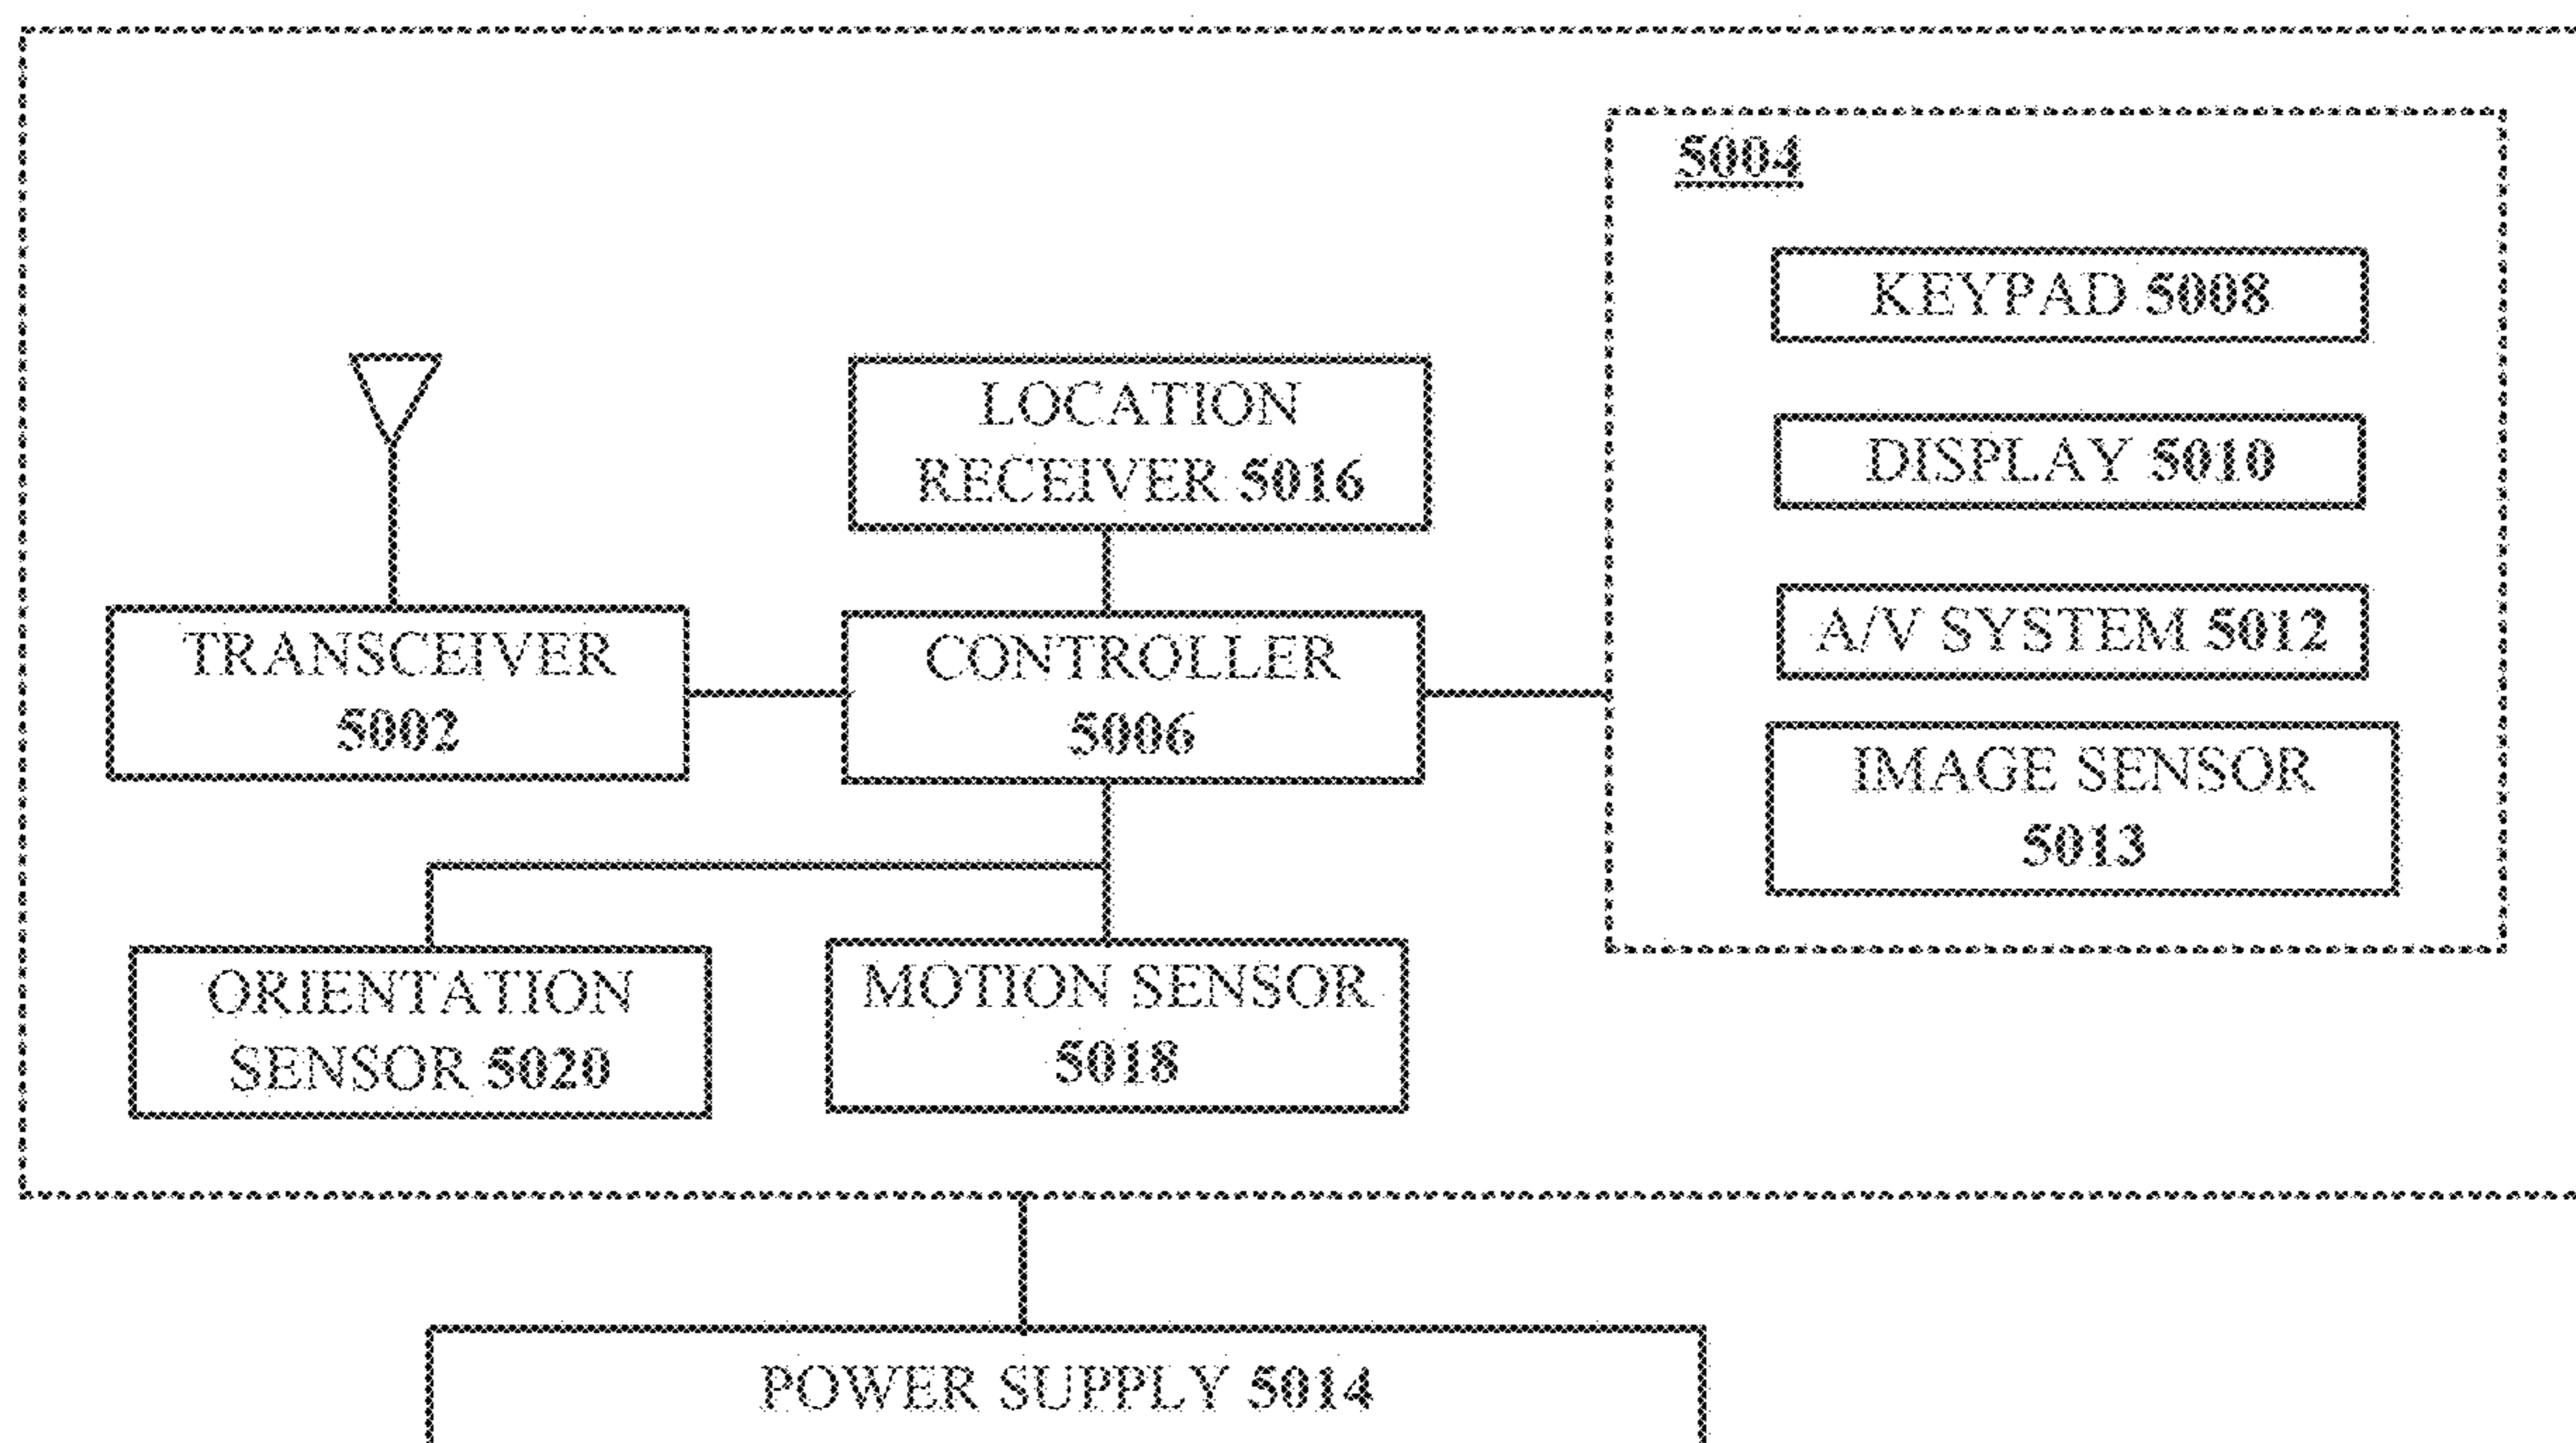 5004
KEYPAD 5008
DISPLAY 5010
A/V SYSTEM 5012
IMAGE SENSOR
5013
LOCATION
RECEIVER 5016
TRANSCEIVER
5002
CONTROLLER
5006
ORIENTATION
SENSOR 5020
MOTION SENSOR
5018
POWER SUPPLY 5014